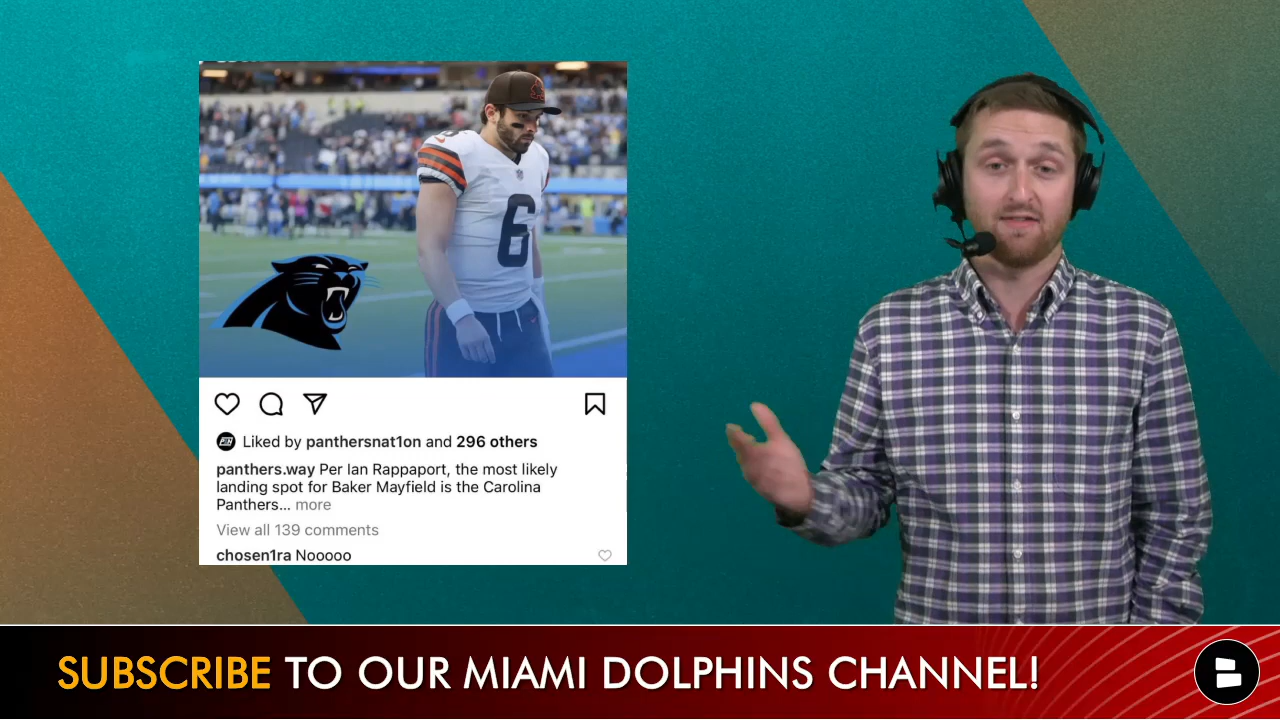 6
Liked by panthersnat1on and 296 others
panthers.way Per Ian Rappaport, the most likely
landing spot for Baker Mayfield is the Carolina
Panthers... more
View all 139 comments
chosen1ra Nooooo
SUBSCRIBE TO OUR MIAMI DOLPHINS CHANNEL!